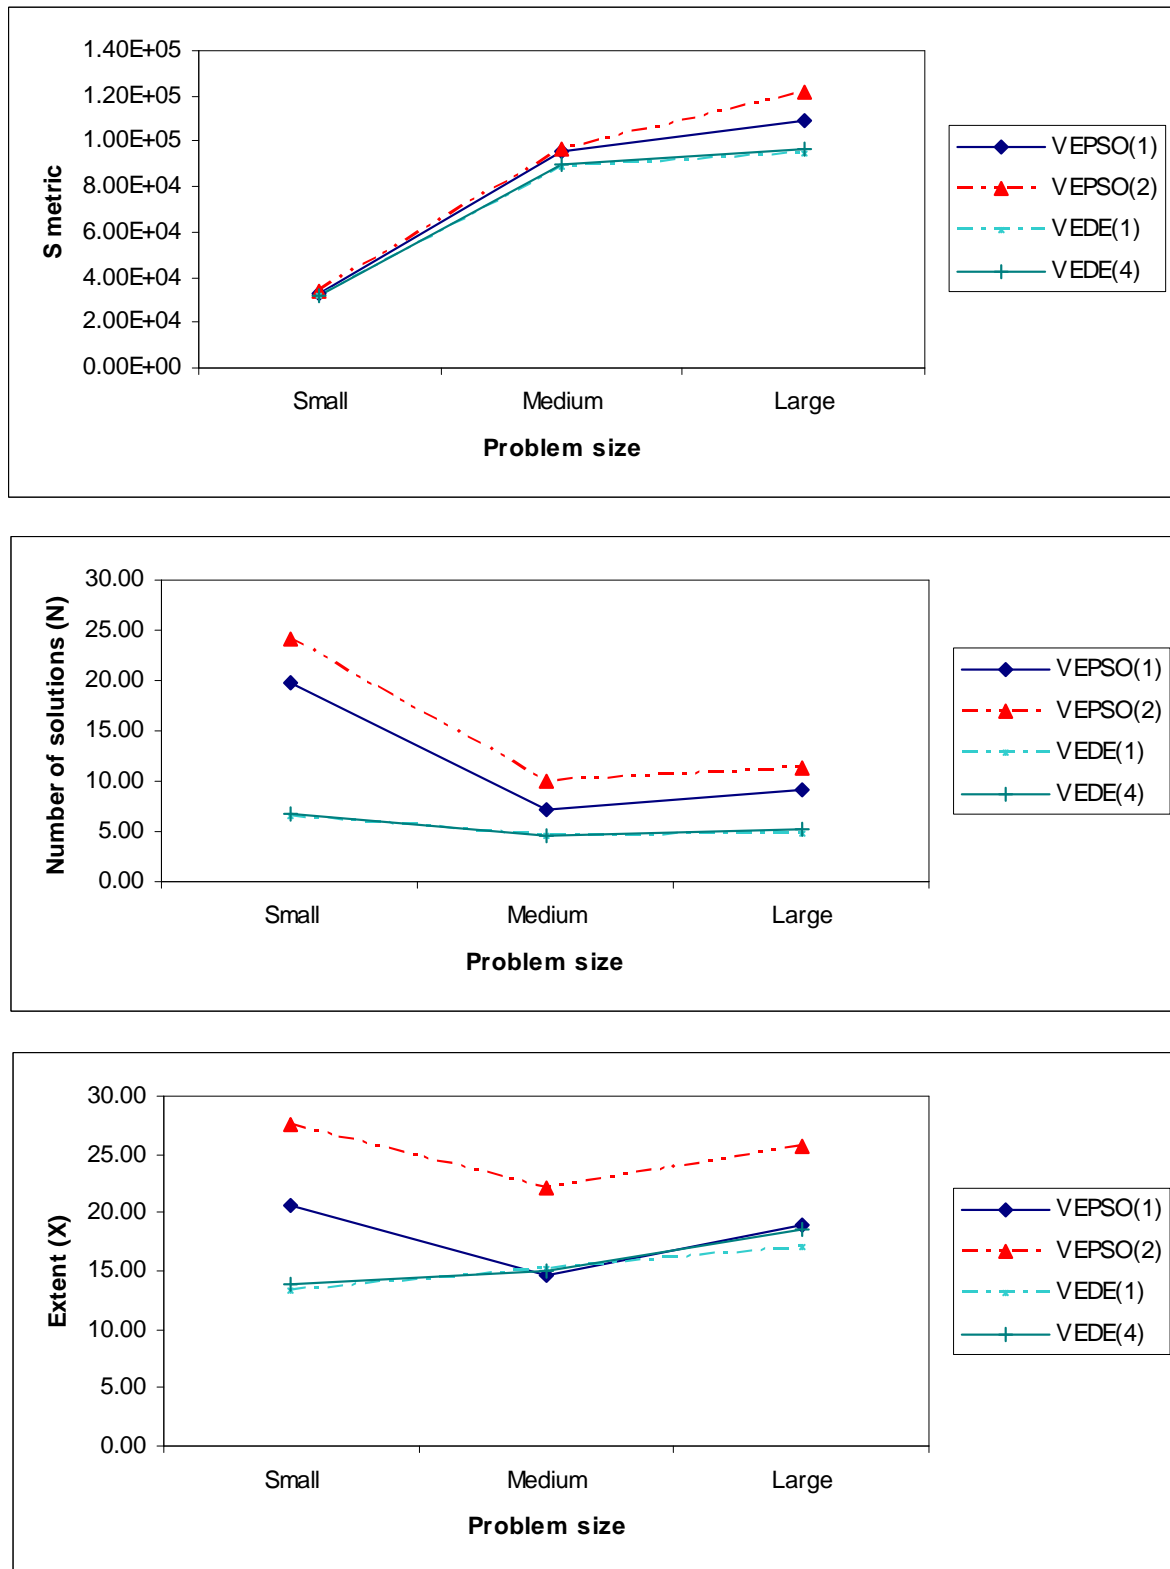 1.40E+05
1.20E+05
1.00E+05
8.00E+04
6.00E+04
4.00E+04
2.00E+04
0.00E+00
S metric
Small Medium Large
Problem size
VEPSO(1)
VEPSO(2)
VEDE(1)
VEDE(4)
30.00
25.00
20.00
15.00
10.00
5.00
0.00
Number of solutions (N)
Small Medium Large
Problem size
VEPSO(1)
VEPSO(2)
VEDE(1)
VEDE(4)
30.00
25.00
20.00
15.00
10.00
5.00
0.00
Extent (X)
Small Medium Large
Problem size
VEPSO(1)
VEPSO(2)
VEDE(1)
VEDE(4)